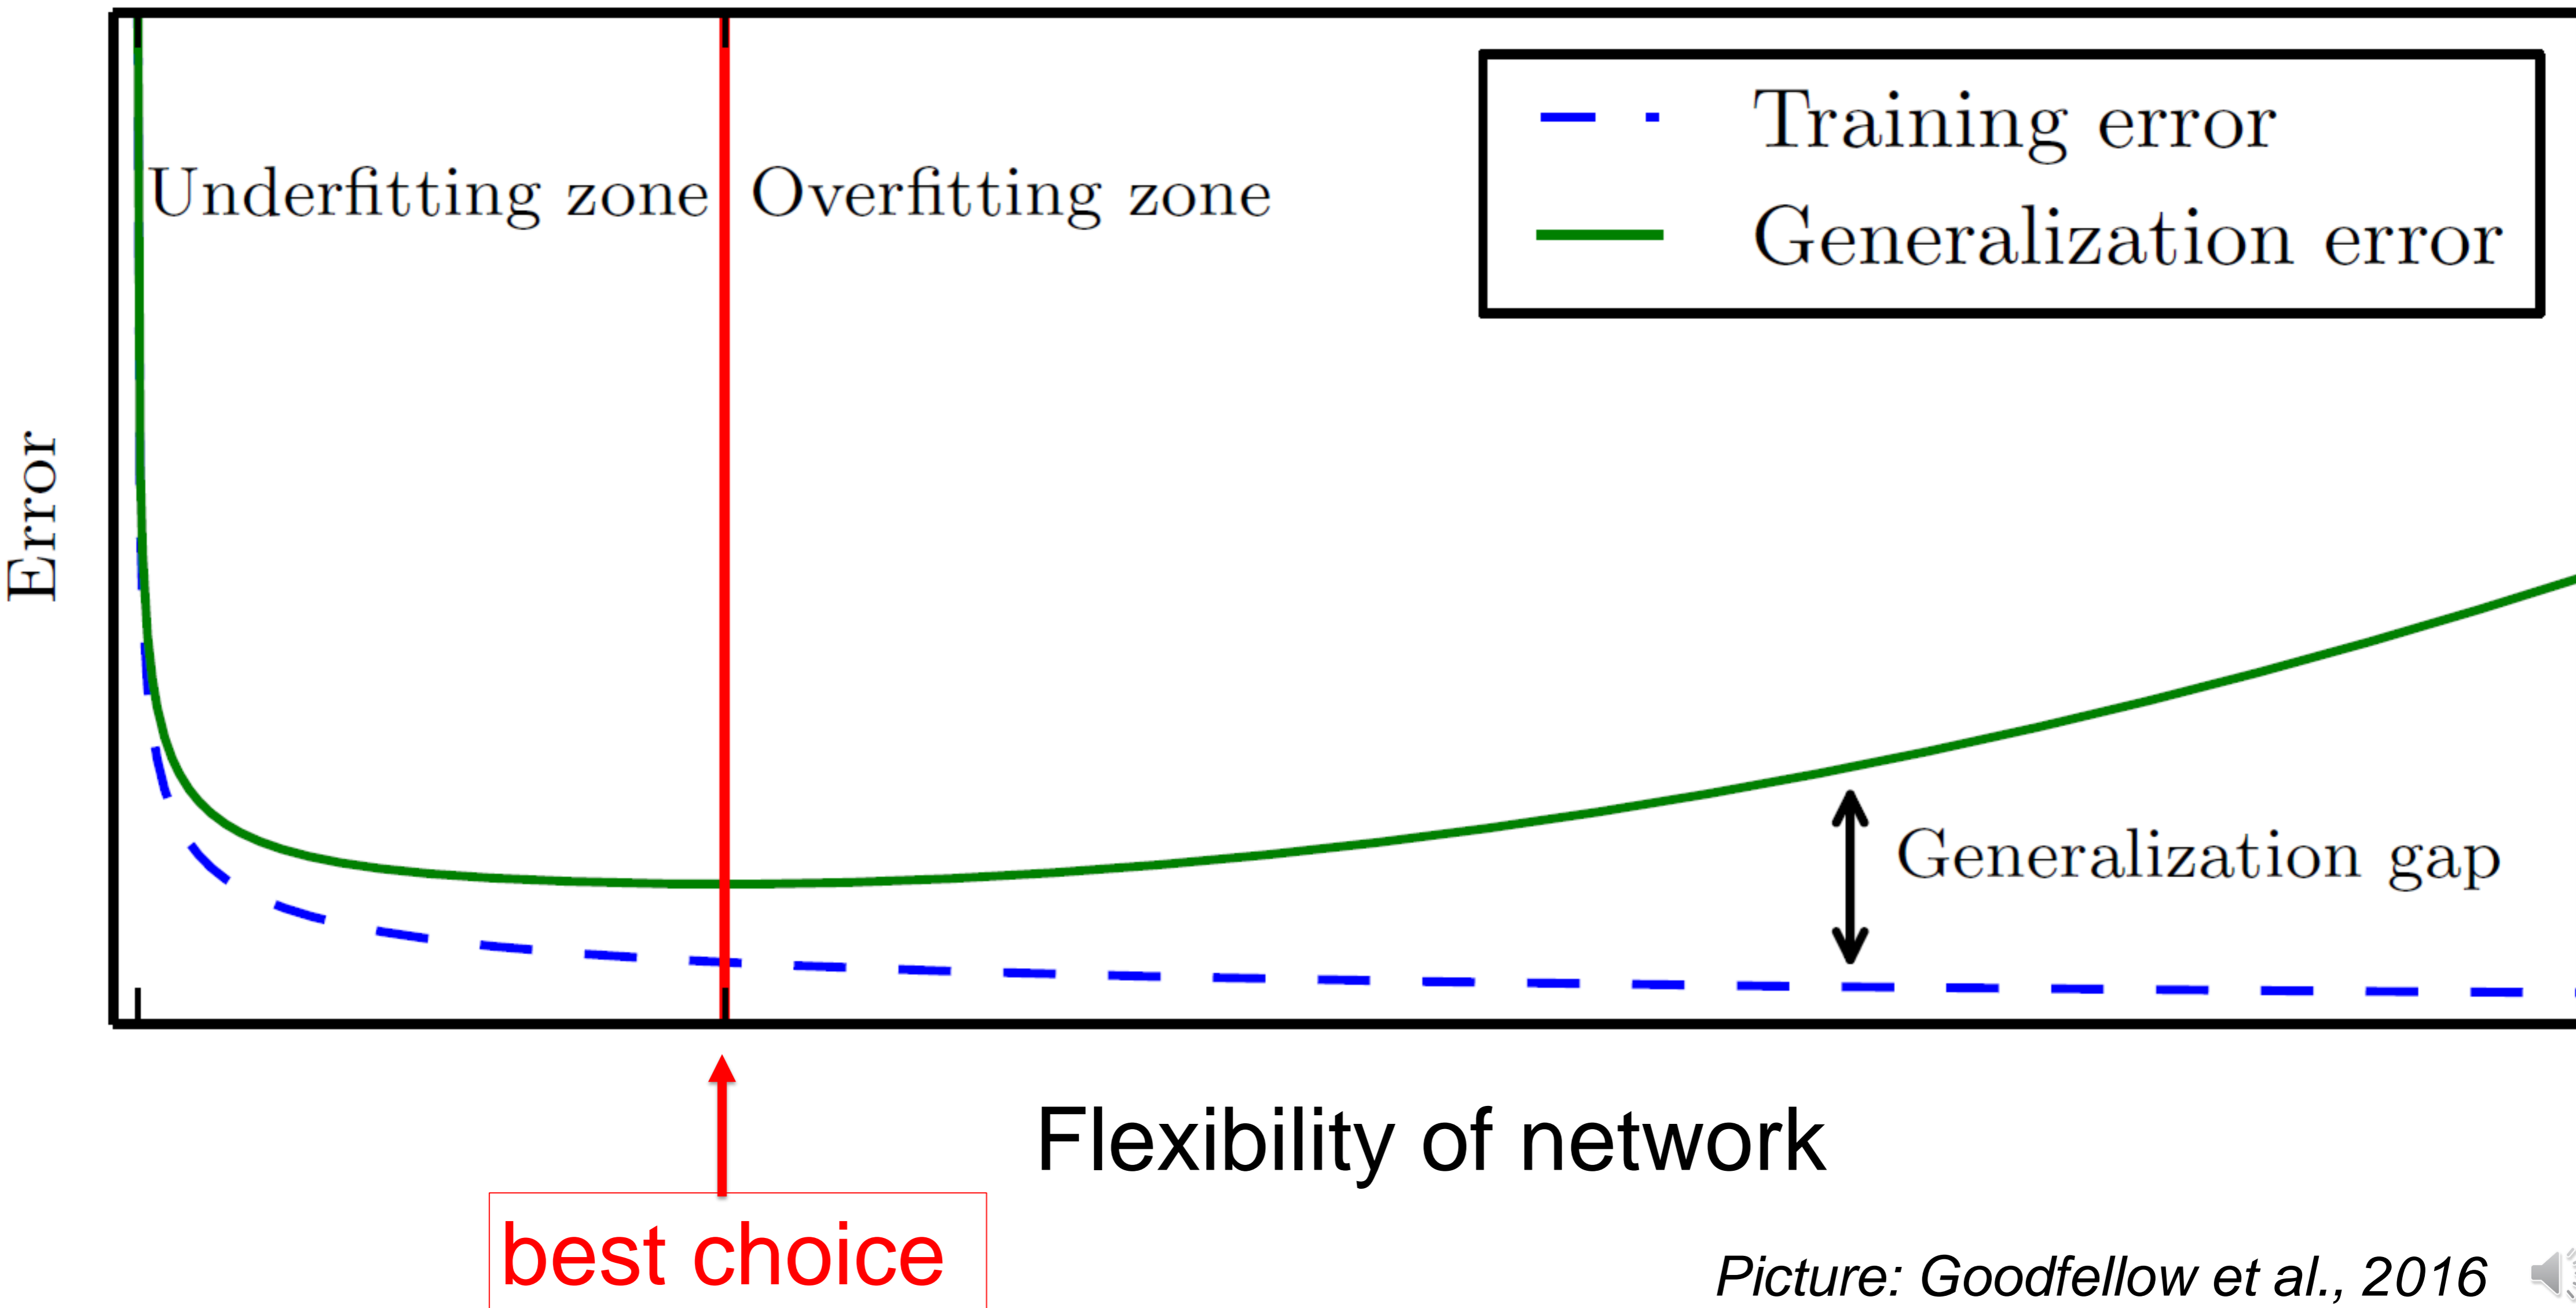 Training error
Underfitting zone
Overfitting zone
Generalization error
Error
Generalization gap
Flexibility of network
best choice
Picture: Goodfellow et al., 2016